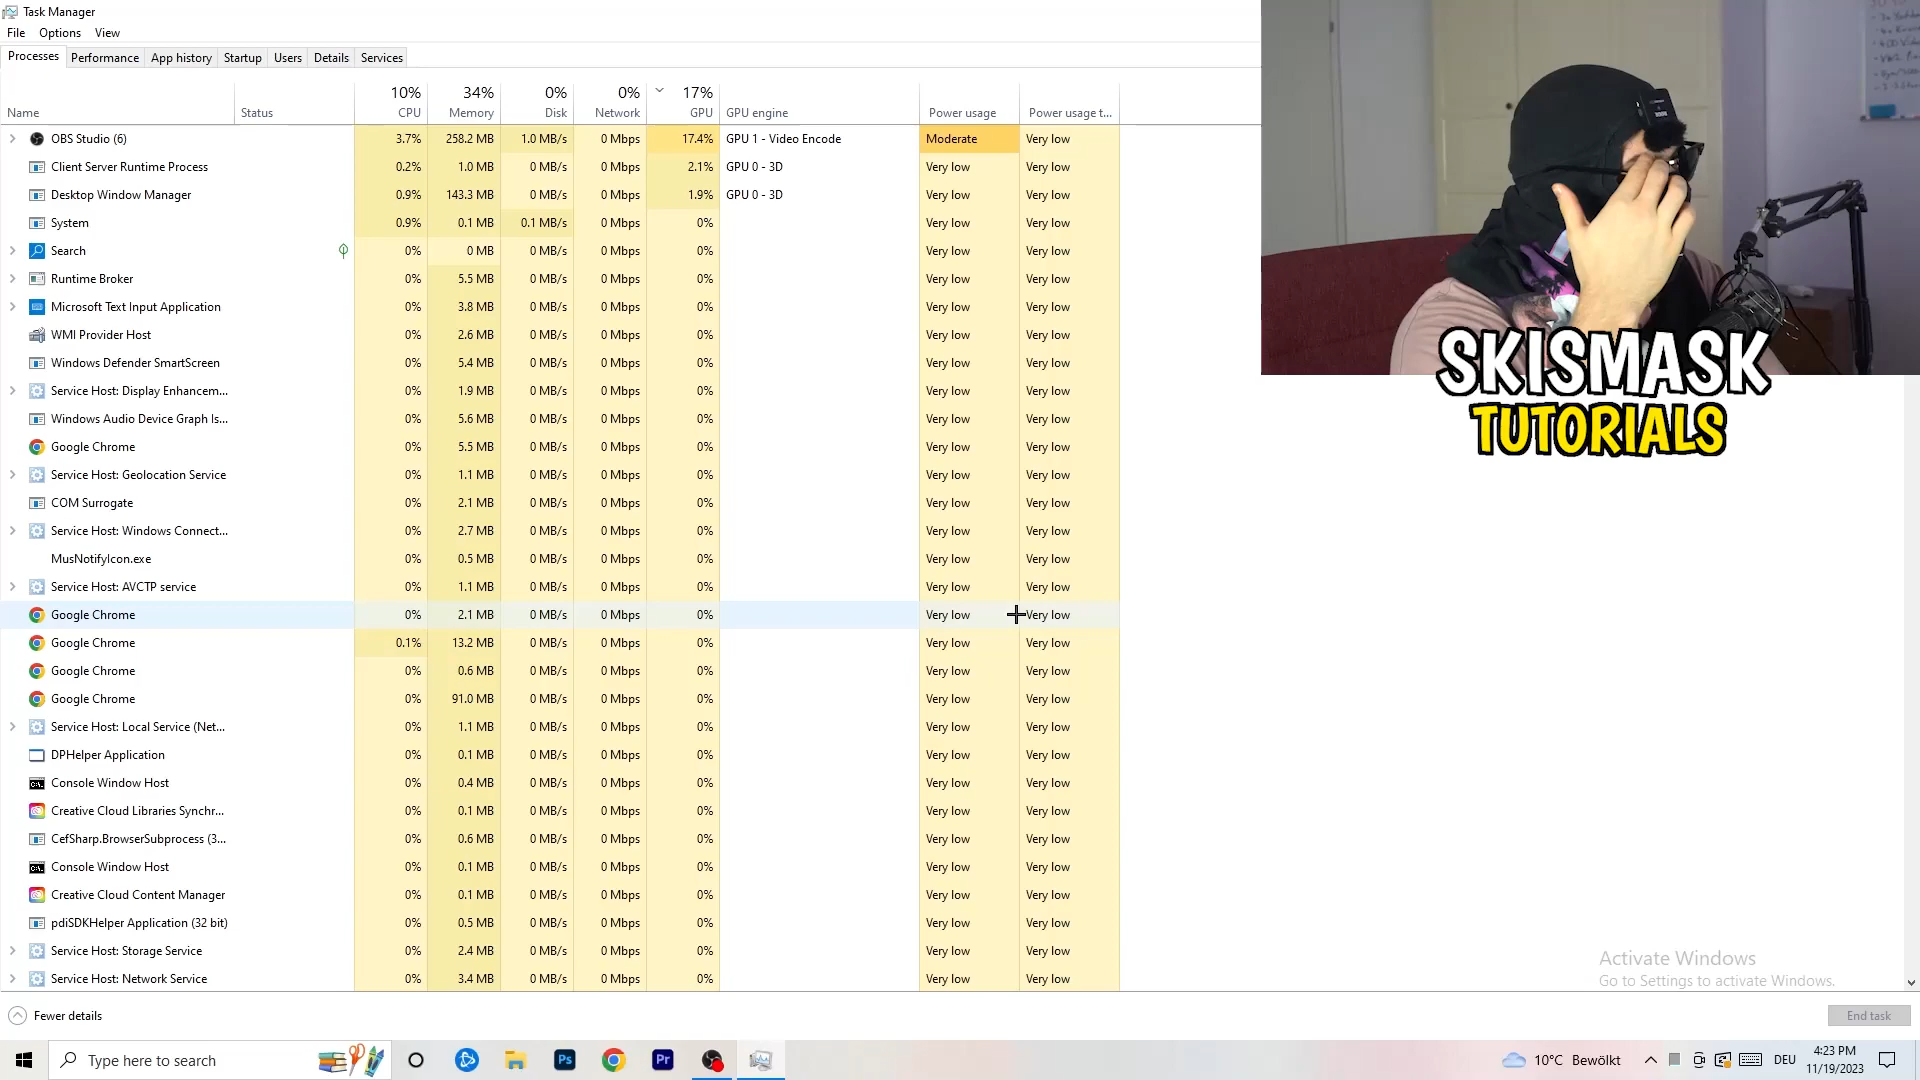 Task Manager
File Options View
Processes Performance App history Startup Users Details Services
10% 34% 0% 0% 17%
Name Status CPU Memory Disk Network GPU GPU engine Power usage Power usage t...
OBS Studio (6) 3.7% 258.2 MB 1.0 MB/s 0 Mbps 17.4% GPU 1 - Video Encode Moderate Very low
Client Server Runtime Process 0.2% 1.0 MB 0 MB/s 0 Mbps 2.1% GPU 0 - 3D Very low Very low
Desktop Window Manager 0.9% 143.3 MB 0 MB/s 0 Mbps 1.9% GPU 0 - 3D Very low Very low
System 0.9% 0.1 MB 0.1 MB/s 0 Mbps 0% Very low Very low
Search 0% 0 MB 0 MB/s 0 Mbps 0% Very low Very low
Runtime Broker 0% 5.5 MB 0 MB/s 0 Mbps 0% Very low Very low
Microsoft Text Input Application 0% 3.8 MB 0 MB/s 0 Mbps 0% Very low Very low
WMI Provider Host 0% 2.6 MB 0 MB/s 0 Mbps 0% Very low Very low
Windows Defender SmartScreen 0% 5.4 MB 0 MB/s 0 Mbps 0% Very low Very low
Service Host: Display Enhancem... 0% 1.9 MB 0 MB/s 0 Mbps 0% Very low Very low
Windows Audio Device Graph Is... 0% 5.6 MB 0 MB/s 0 Mbps 0% Very low Very low
Google Chrome 0% 5.5 MB 0 MB/s 0 Mbps 0% Very low Very low
Service Host: Geolocation Service 0% 1.1 MB 0 MB/s 0 Mbps 0% Very low Very low
COM Surrogate 0% 2.1 MB 0 MB/s 0 Mbps 0% Very low Very low
Service Host: Windows Connect... 0% 2.7 MB 0 MB/s 0 Mbps 0% Very low Very low
MusNotifyIcon.exe 0% 0.5 MB 0 MB/s 0 Mbps 0% Very low Very low
Service Host: AVCTP service 0% 1.1 MB 0 MB/s 0 Mbps 0% Very low Very low
Google Chrome 0% 2.1 MB 0 MB/s 0 Mbps 0% Very low Very low
Google Chrome 0.1% 13.2 MB 0 MB/s 0 Mbps 0% Very low Very low
Google Chrome 0% 0.6 MB 0 MB/s 0 Mbps 0% Very low Very low
Google Chrome 0% 91.0 MB 0 MB/s 0 Mbps 0% Very low Very low
Service Host: Local Service (Net... 0% 1.1 MB 0 MB/s 0 Mbps 0% Very low Very low
DPHelper Application 0% 0.1 MB 0 MB/s 0 Mbps 0% Very low Very low
Console Window Host 0% 0.4 MB 0 MB/s 0 Mbps 0% Very low Very low
Creative Cloud Libraries Synchr... 0% 0.1 MB 0 MB/s 0 Mbps 0% Very low Very low
CefSharp.BrowserSubprocess (3... 0% 0.6 MB 0 MB/s 0 Mbps 0% Very low Very low
Console Window Host 0% 0.1 MB 0 MB/s 0 Mbps 0% Very low Very low
Creative Cloud Content Manager 0% 0.1 MB 0 MB/s 0 Mbps 0% Very low Very low
pdiSDKHelper Application (32 bit) 0% 0.5 MB 0 MB/s 0 Mbps 0% Very low Very low
Service Host: Storage Service 0% 2.4 MB 0 MB/s 0 Mbps 0% Very low Very low
Service Host: Network Service 0% 3.4 MB 0 MB/s 0 Mbps 0% Very low Very low
SKISMASK
TUTORIALS
Activate Windows
Go to Settings to activate Windows.
Fewer details End task
Type here to search Ps Pr 10°C Bewölkt DEU 4:23 PM
11/19/2023